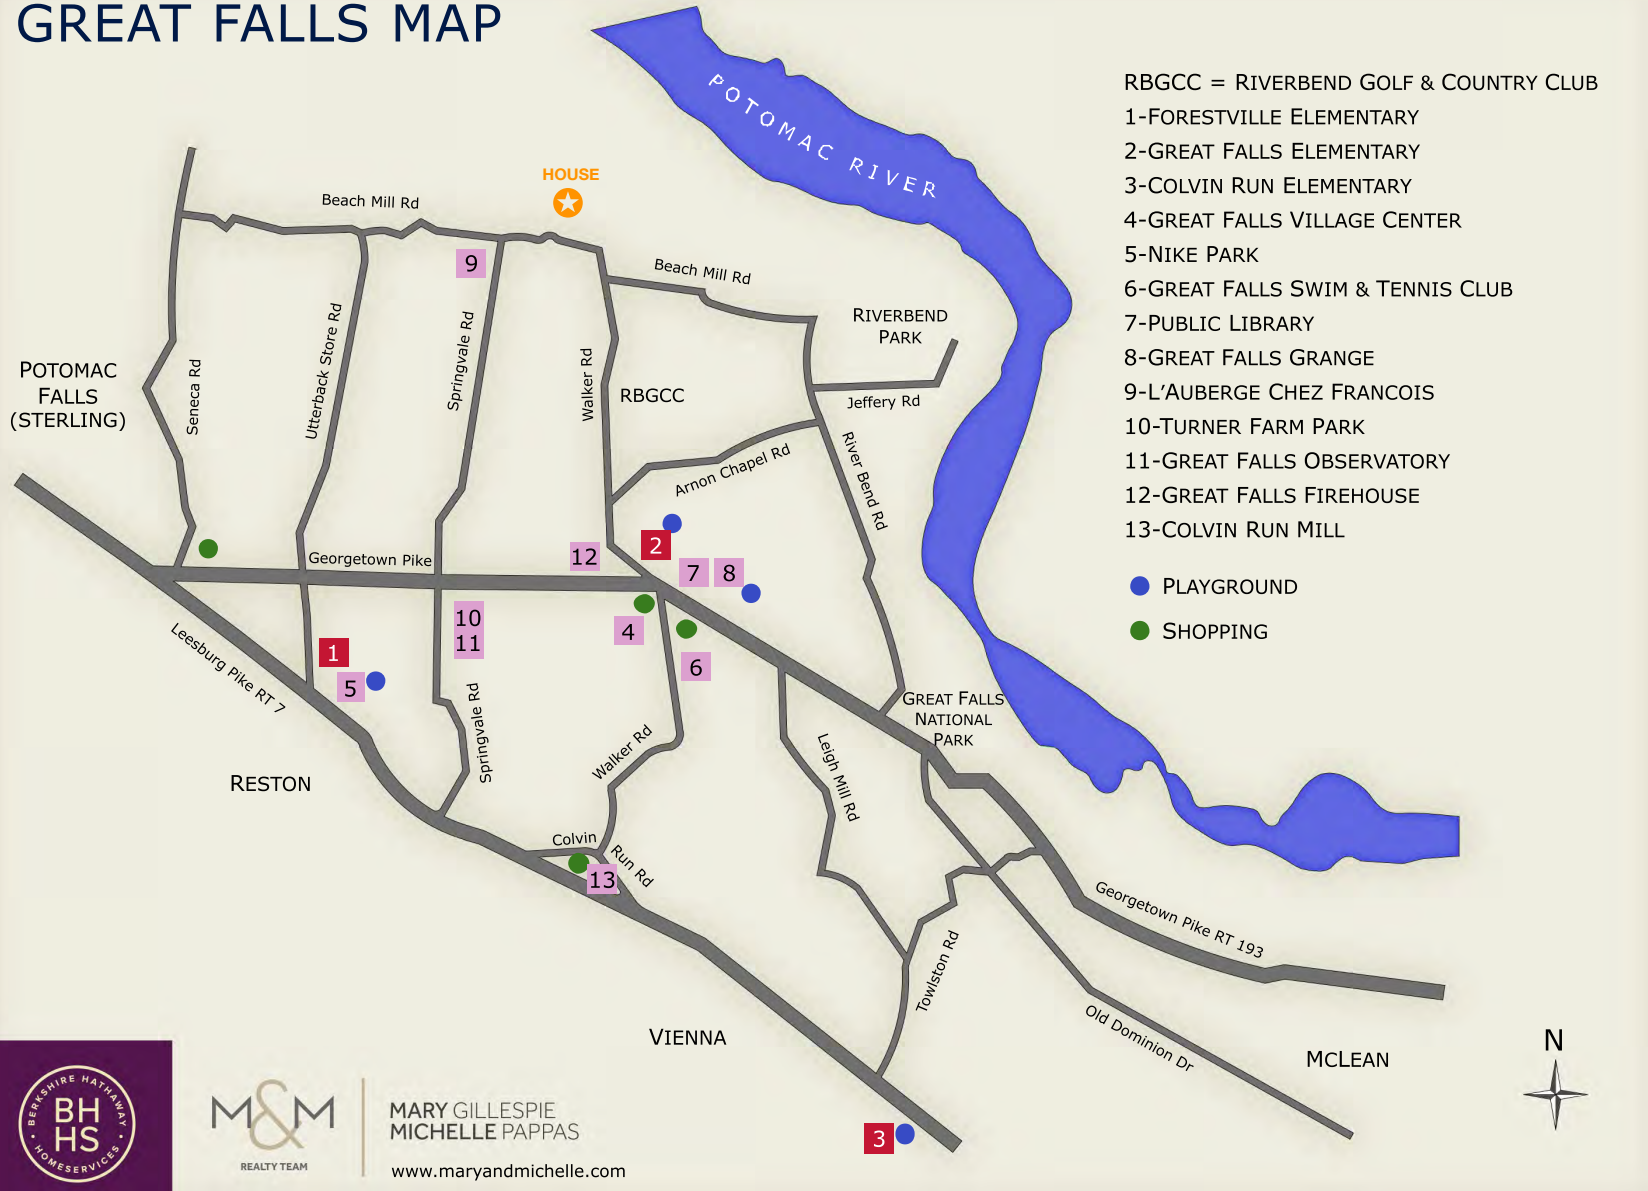 GREAT FALLS MAP
POTOMAC RIVER
RBGCC = RIVERBEND GOLF & COUNTRY CLUB
1-FORESTVILLE ELEMENTARY
2-GREAT FALLS ELEMENTARY
3-COLVIN RUN ELEMENTARY
4-GREAT FALLS VILLAGE CENTER
5-NIKE PARK
6-GREAT FALLS SWIM & TENNIS CLUB
7-PUBLIC LIBRARY
8-GREAT FALLS GRANGE
9-L'AUBERGE CHEZ FRANCOIS
10-TURNER FARM PARK
11-GREAT FALLS OBSERVATORY
12-GREAT FALLS FIREHOUSE
13-COLVIN RUN MILL
PLAYGROUND
SHOPPING
HOUSE
Beach Mill Rd
9
Beach Mill Rd
RIVERBEND
PARK
POTOMAC
FALLS
(STERLING)
Seneca Rd
Utterback Store Rd
Springvale Rd
Walker Rd
RBGCC
Jeffery Rd
Arnon Chapel Rd
River Bend Rd
Georgetown Pike
12
2
7
8
10
11
4
6
1
5
Leesburg Pike RT 7
Springvale Rd
Walker Rd
Leigh Mill Rd
GREAT FALLS
NATIONAL
PARK
RESTON
Colvin
Run Rd
13
Georgetown Pike RT 193
Towlston Rd
Old Dominion Dr
VIENNA
MCLEAN
N
3
BERKSHIRE HATHAWAY
BH
HS
HOMESERVICES
M&M
REALTY TEAM
MARY GILLESPIE
MICHELLE PAPPAS
www.maryandmichelle.com